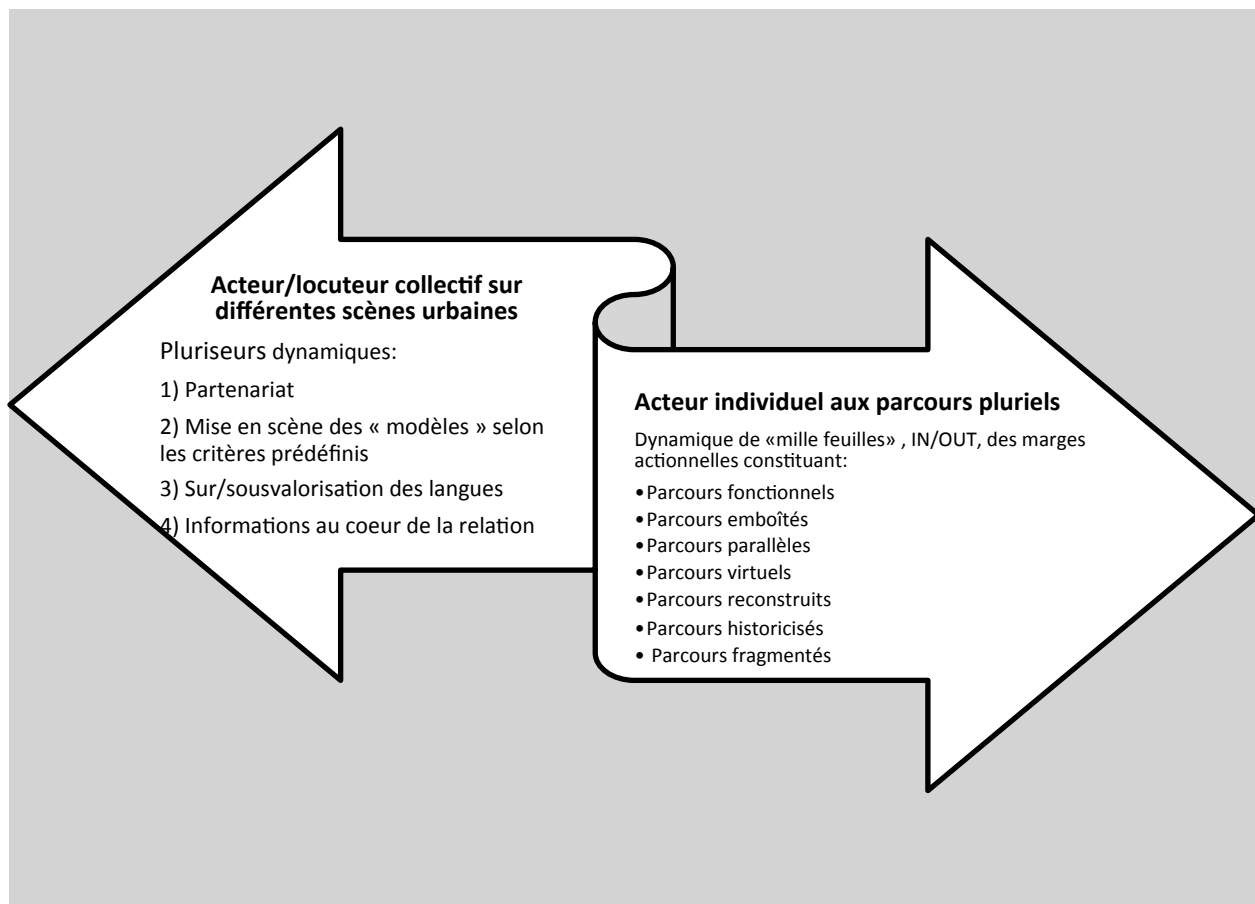 Acteur/locuteur collectif sur
différentes scènes urbaines
Pluriseurs dynamiques:
1) Partenariat
2) Mise en scène des « modèles » selon
les critères prédéfinis
3) Sur/sousvalorisation des langues
4) Informations au coeur de la relation
Acteur individuel aux parcours pluriels
Dynamique de «mille feuilles» , IN/OUT, des marges
actionnelles constituant:
•Parcours fonctionnels
•Parcours emboîtés
•Parcours parallèles
•Parcours virtuels
•Parcours reconstruits
•Parcours historicisés
• Parcours fragmentés